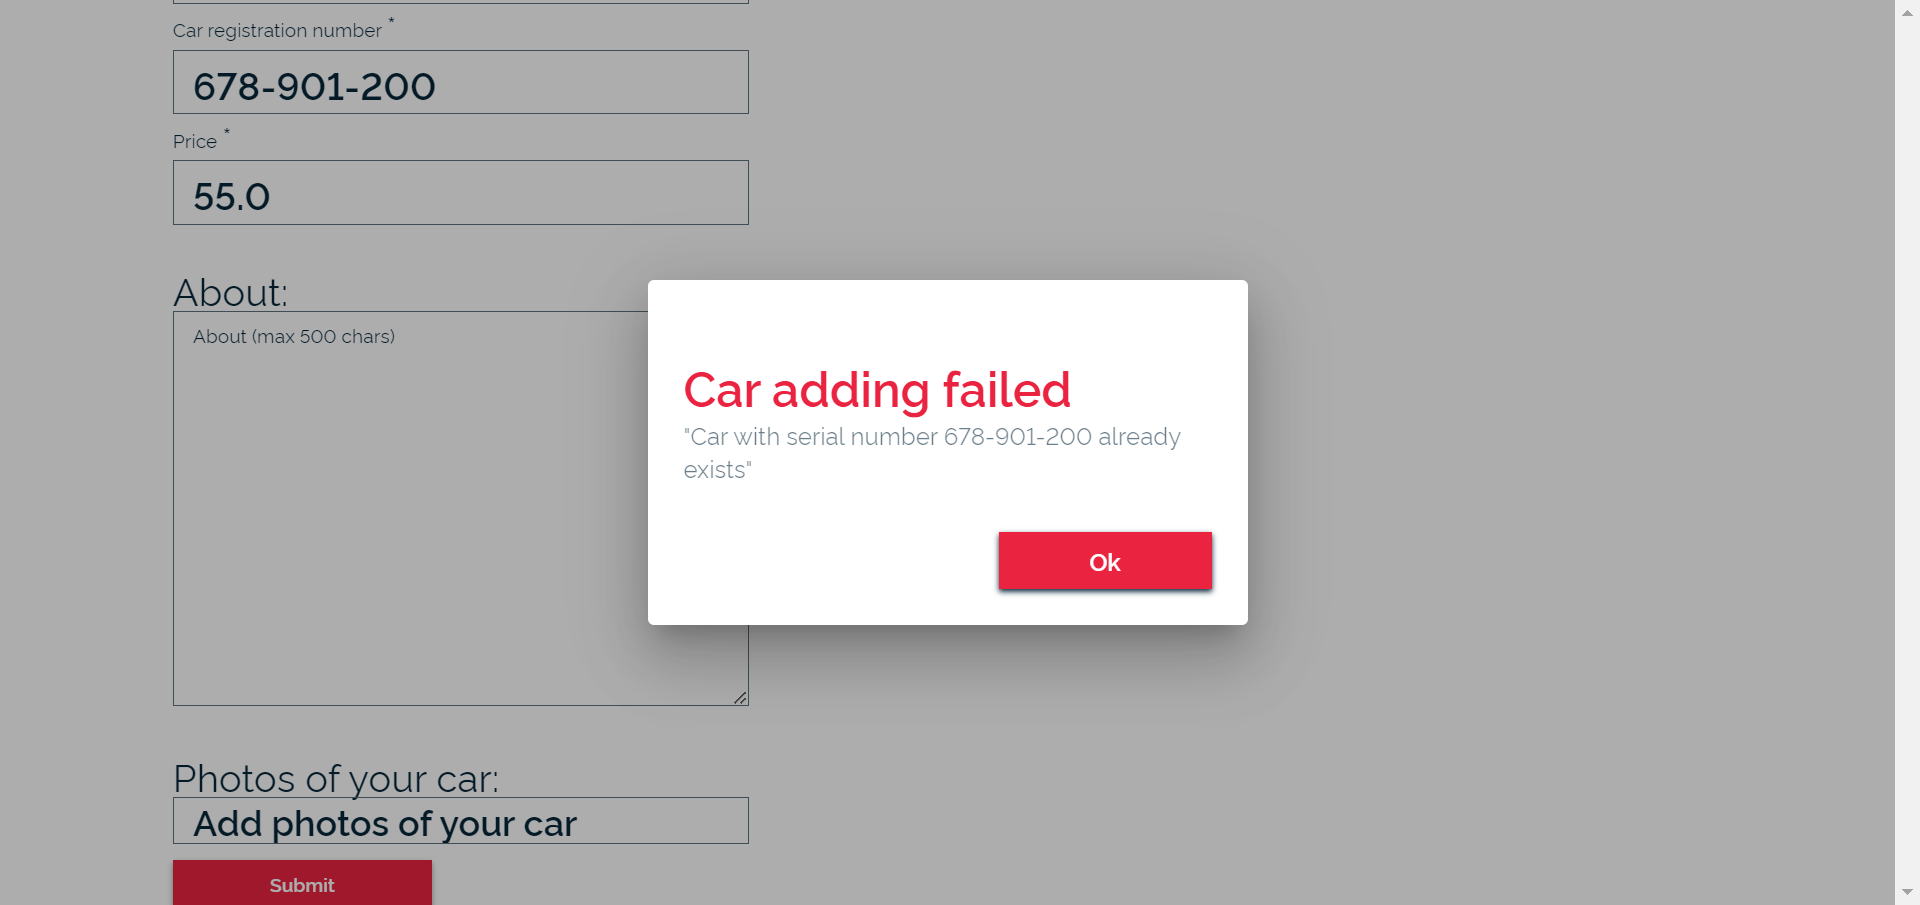 Car registration number *
678-901-200
Price *
55.0
About:
About (max 500 chars)
Car adding failed
"Car with serial number 678-901-200 already
exists"
Ok
Photos of your car:
Add photos of your car
Submit